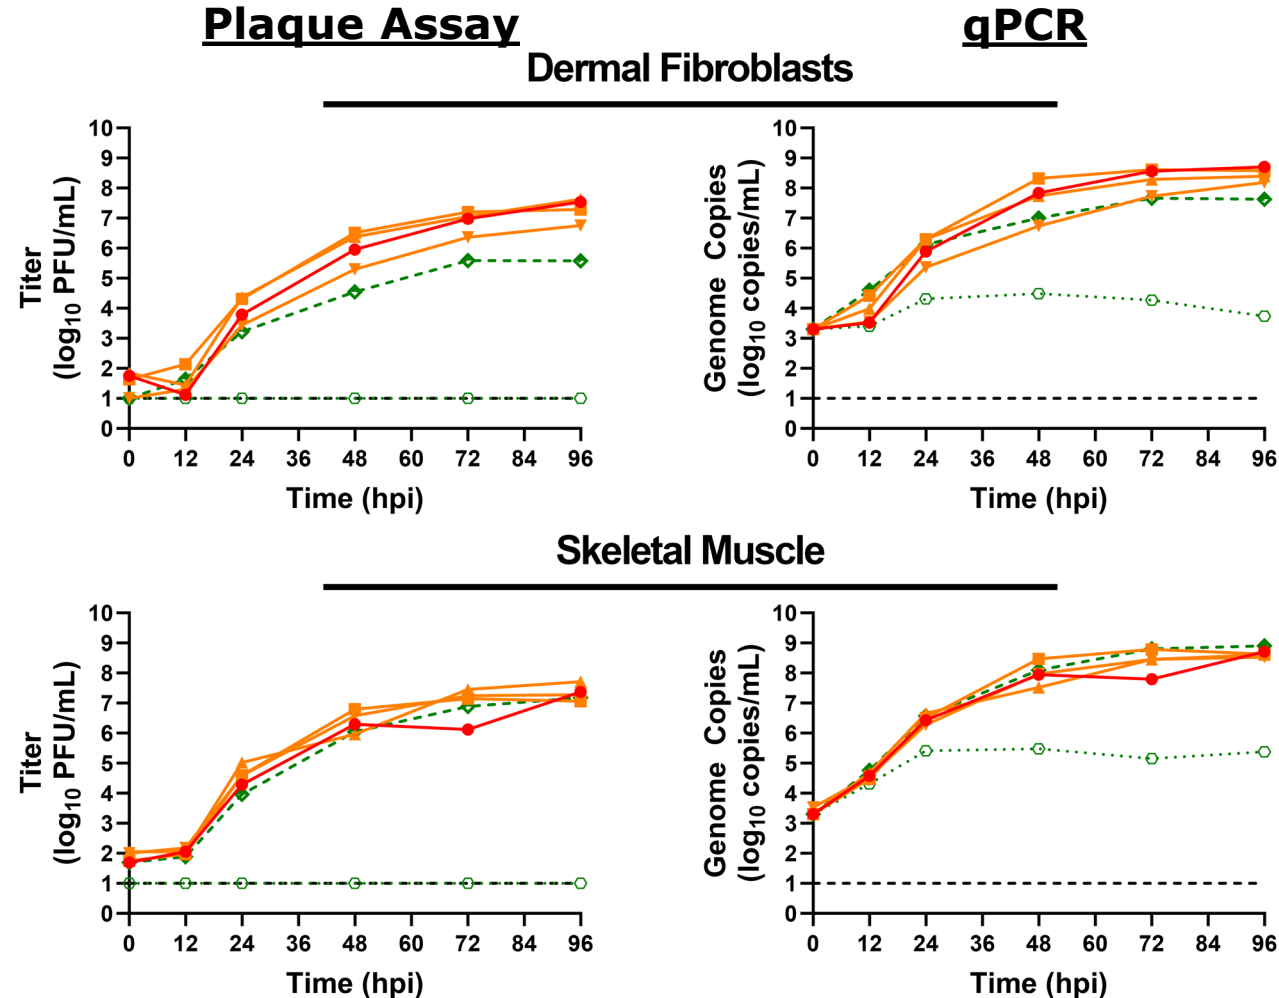 Plaque Assay
qPCR
Dermal Fibroblasts
Titer
(log10 PFU/mL)
10
9
8
7
6
5
4
3
2
1
0
0 12 24 36 48 60 72 84 96
Time (hpi)
Genome Copies
(log10 copies/mL)
10
9
8
7
6
5
4
3
2
1
0
0 12 24 36 48 60 72 84 96
Time (hpi)
Skeletal Muscle
Titer
(log10 PFU/mL)
10
9
8
7
6
5
4
3
2
1
0
0 12 24 36 48 60 72 84 96
Time (hpi)
Genome Copies
(log10 copies/mL)
10
9
8
7
6
5
4
3
2
1
0
0 12 24 36 48 60 72 84 96
Time (hpi)